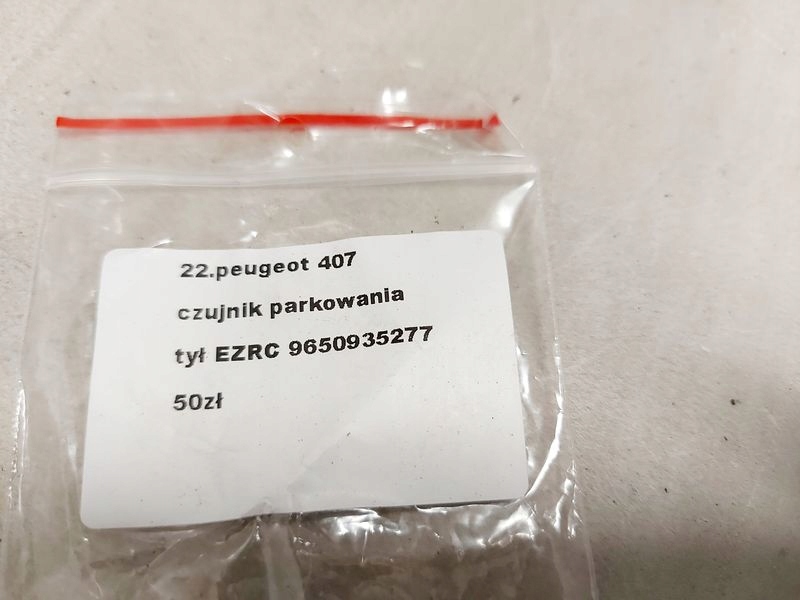 22.peugeot 407
czujnik parkowania
tył EZRC 9650935277
50zł